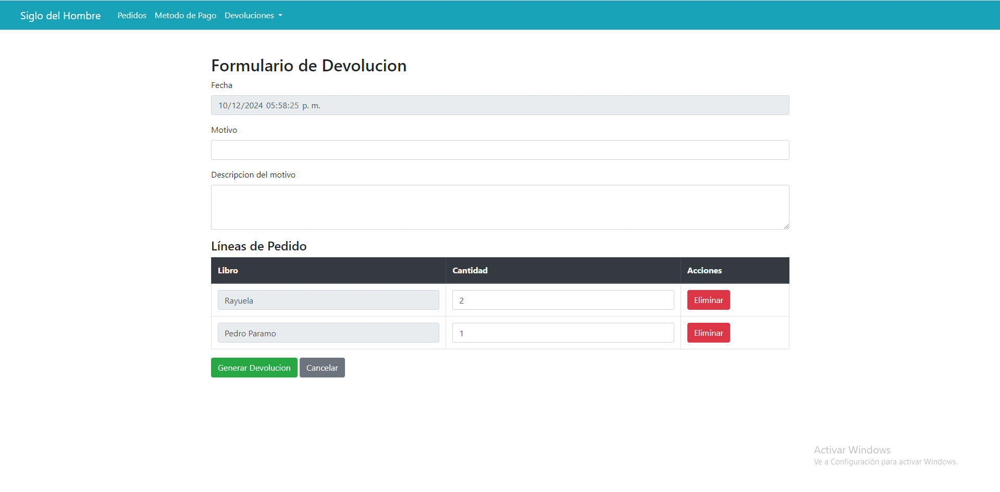 Siglo del Hombre Pedidos Metodo de Pago Devoluciones
Formulario de Devolucion
Fecha
10/12/2024 05:58:25 p. m.
Motivo
Descripcion del motivo
Líneas de Pedido
Libro Cantidad Acciones
Rayuela 2 Eliminar
Pedro Paramo 1 Eliminar
Generar Devolucion Cancelar
Activar Windows
Ve a Configuración para activar Windows.